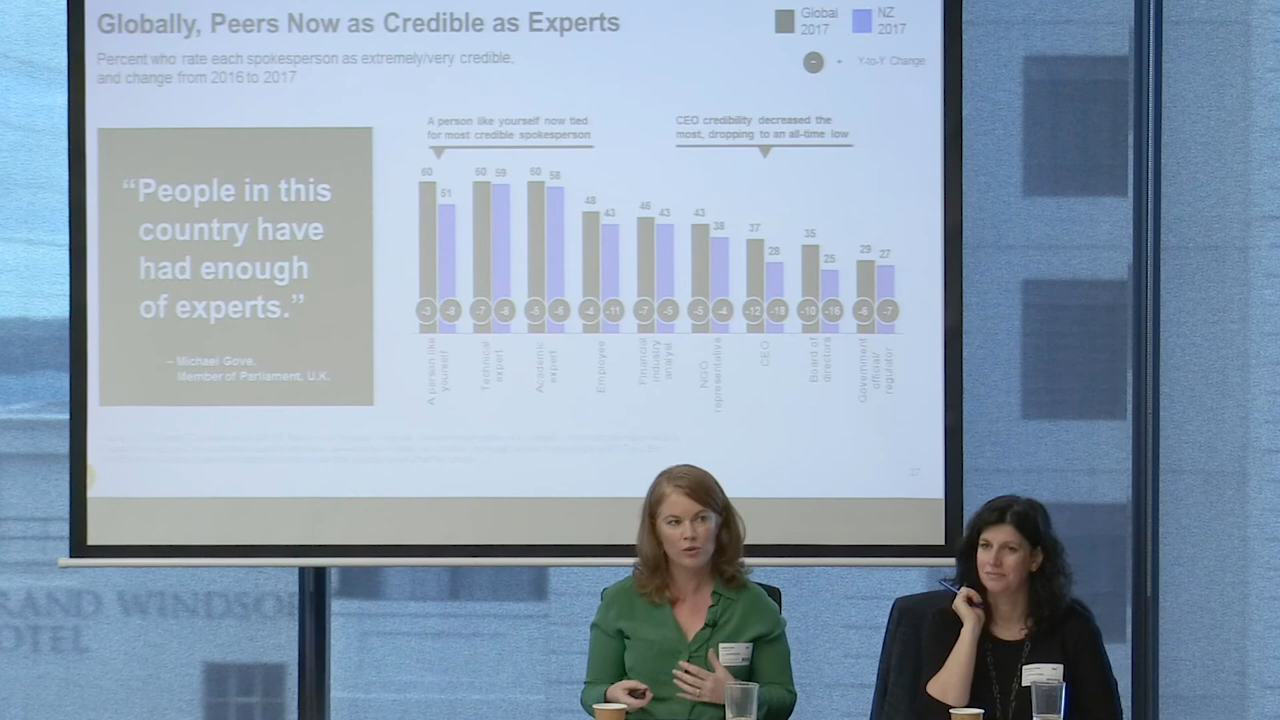 Globally, Peers Now as Credible as Experts
Percent who rate each spokesperson as extremely/very credible,
and change from 2016 to 2017
Global
2017
NZ
2017
Y-to-Y Change
“People in this
country have
had enough
of experts.”
– Michael Gove,
Member of Parliament, U.K.
A person like yourself now tied
for most credible spokesperson
CEO credibility decreased the
most, dropping to an all-time low
60 51 60 59 60 58 48 43 46 43 43 38 37 28 35 25 29 27
-3 -8 -7 -8 -5 -6 -4 -11 -7 -5 -5 -4 -12 -18 -10 -16 -6 -7
A person like
yourself
Technical
expert
Academic
expert
Employee
Financial
industry
analyst
NGO
representative
CEO
Board of
directors
Government
official/
regulator
RAND WINDSO
OTEL